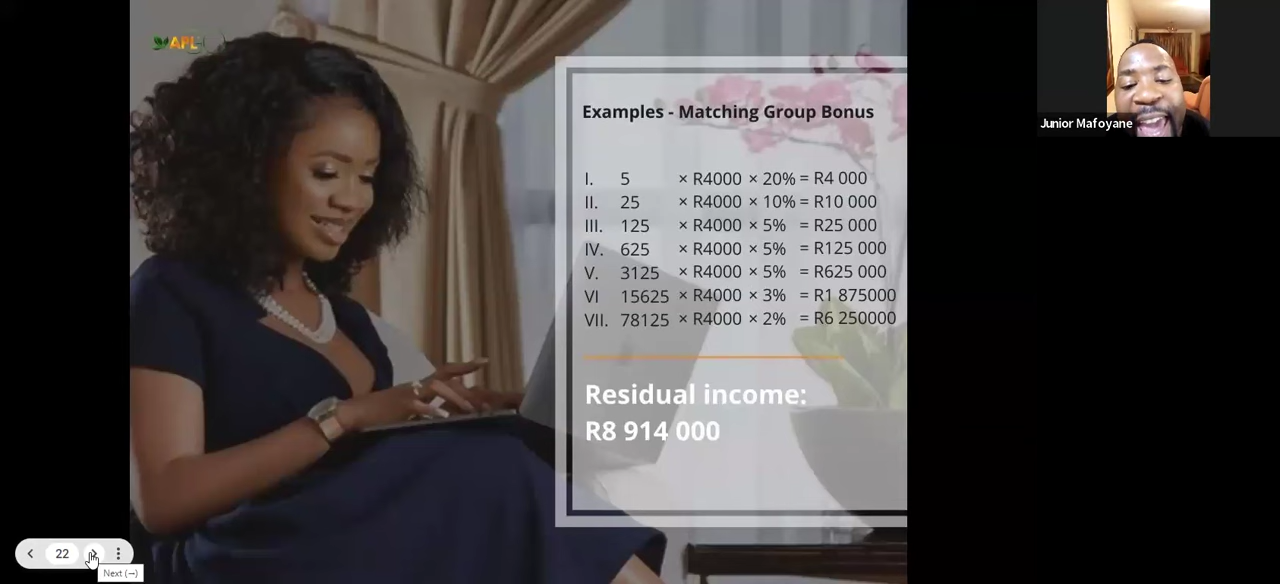 APL
Junior Mafoyane
Examples - Matching Group Bonus
I. 5 × R4000 × 20% = R4 000
II. 25 × R4000 × 10% = R10 000
III. 125 × R4000 × 5% = R25 000
IV. 625 × R4000 × 5% = R125 000
V. 3125 × R4000 × 5% = R625 000
VI 15625 × R4000 × 3% = R1 875000
VII. 78125 × R4000 × 2% = R6 250000
Residual income:
R8 914 000
22
Next (→)